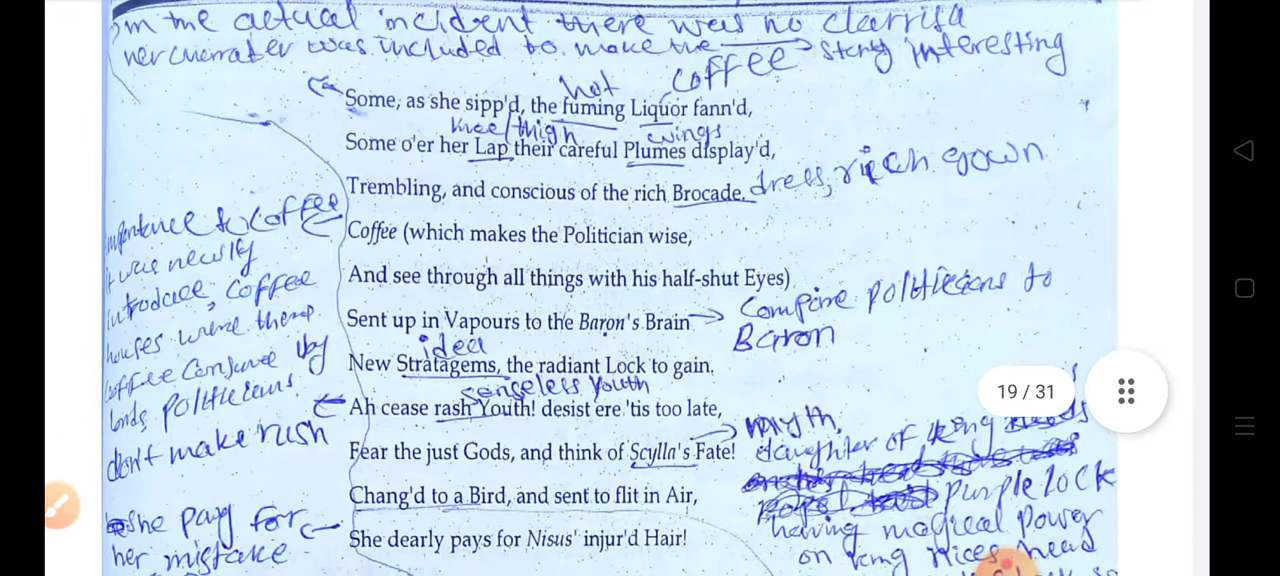 in the actual incident there was no clarrisa
her cherrater was included to make the → story interesting
hot coffee
Some, as she sipp'd, the fuming Liquor fann'd,
knee/thigh wings
Some o'er her Lap their careful Plumes display'd,
Trembling, and conscious of the rich Brocade. dress, rich gown
importence to coffee
Coffee (which makes the Politician wise,
it was newly
introduce, coffee
And see through all things with his half-shut Eyes)
houses were there
Sent up in Vapours to the Baron's Brain → Compare politicians to
Baron
coffee by
idea
New Stratagems, the radiant Lock to gain.
lords, politicians.
senseless Youth
Ah cease rash Youth! desist ere 'tis too late,
19 / 31
don't make rush
Fear the just Gods, and think of Scylla's Fate!
myth,
daughter of king
Chang'd to a Bird, and sent to flit in Air,
purple lock
she pay for
her mistake
She dearly pays for Nisus' injur'd Hair!
having magical power
on king head